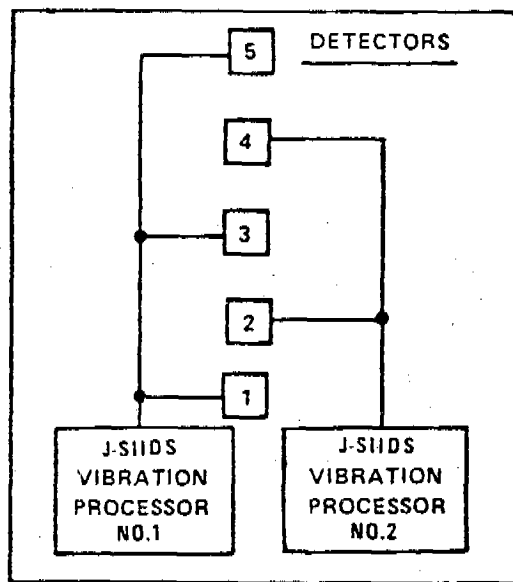 DETECTORS
5
4
3
2
1
J-SIIDS
VIBRATION
PROCESSOR
NO.1
J-SIIDS
VIBRATION
PROCESSOR
NO.2